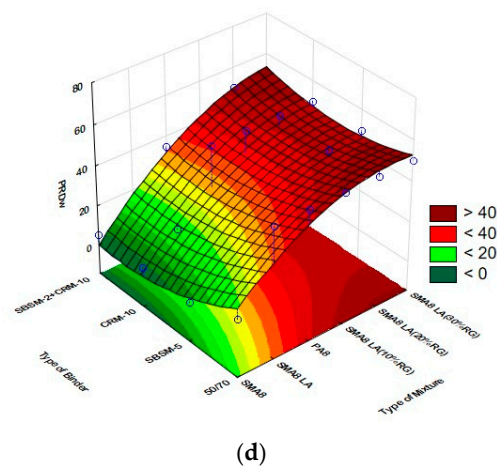 80
60
40
20
0
PRDw
> 40
< 40
< 20
< 0
SBSM-2+CRM-10
CRM-10
SBSM-5
50/70
Type of Binder
SMA8
SMA8 LA
PA8
SMA8 LA(10%RG)
SMA8 LA(20%RG)
SMA8 LA(30%RG)
Type of Mixture
(d)